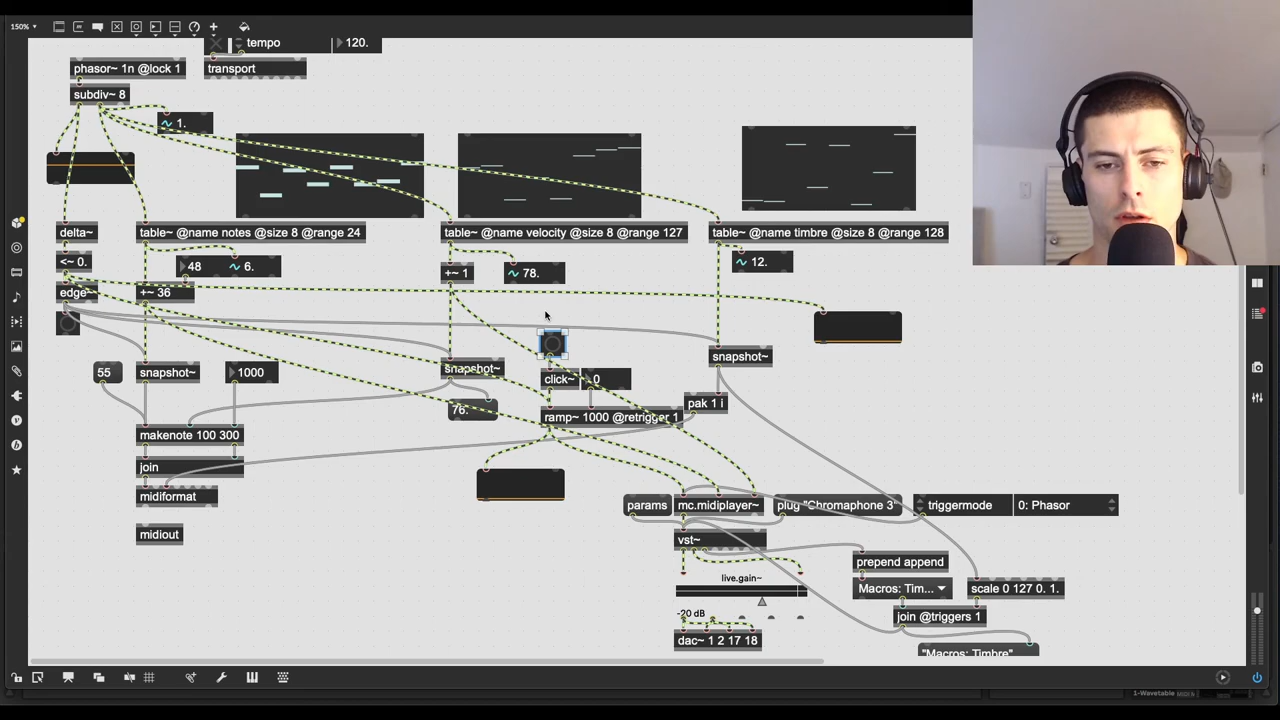 150%
tempo
120.
phasor~ 1n @lock 1
transport
subdiv~ 8
1.
delta~
table~ @name notes @size 8 @range 24
table~ @name velocity @size 8 @range 127
table~ @name timbre @size 8 @range 128
<~ 0.
48
6.
+~ 1
78.
12.
edge~
+~ 36
55
snapshot~
1000
snapshot~
snapshot~
click~
0
76.
ramp~ 1000 @retrigger 1
pak 1 i
makenote 100 300
join
midiformat
midiout
params
mc.midiplayer~
plug "Chromaphone 3"
triggermode
0: Phasor
vst~
prepend append
live.gain~
Macros: Tim...
scale 0 127 0. 1.
-20 dB
join @triggers 1
dac~ 1 2 17 18
"Macros: Timbre"
1-Wavetable